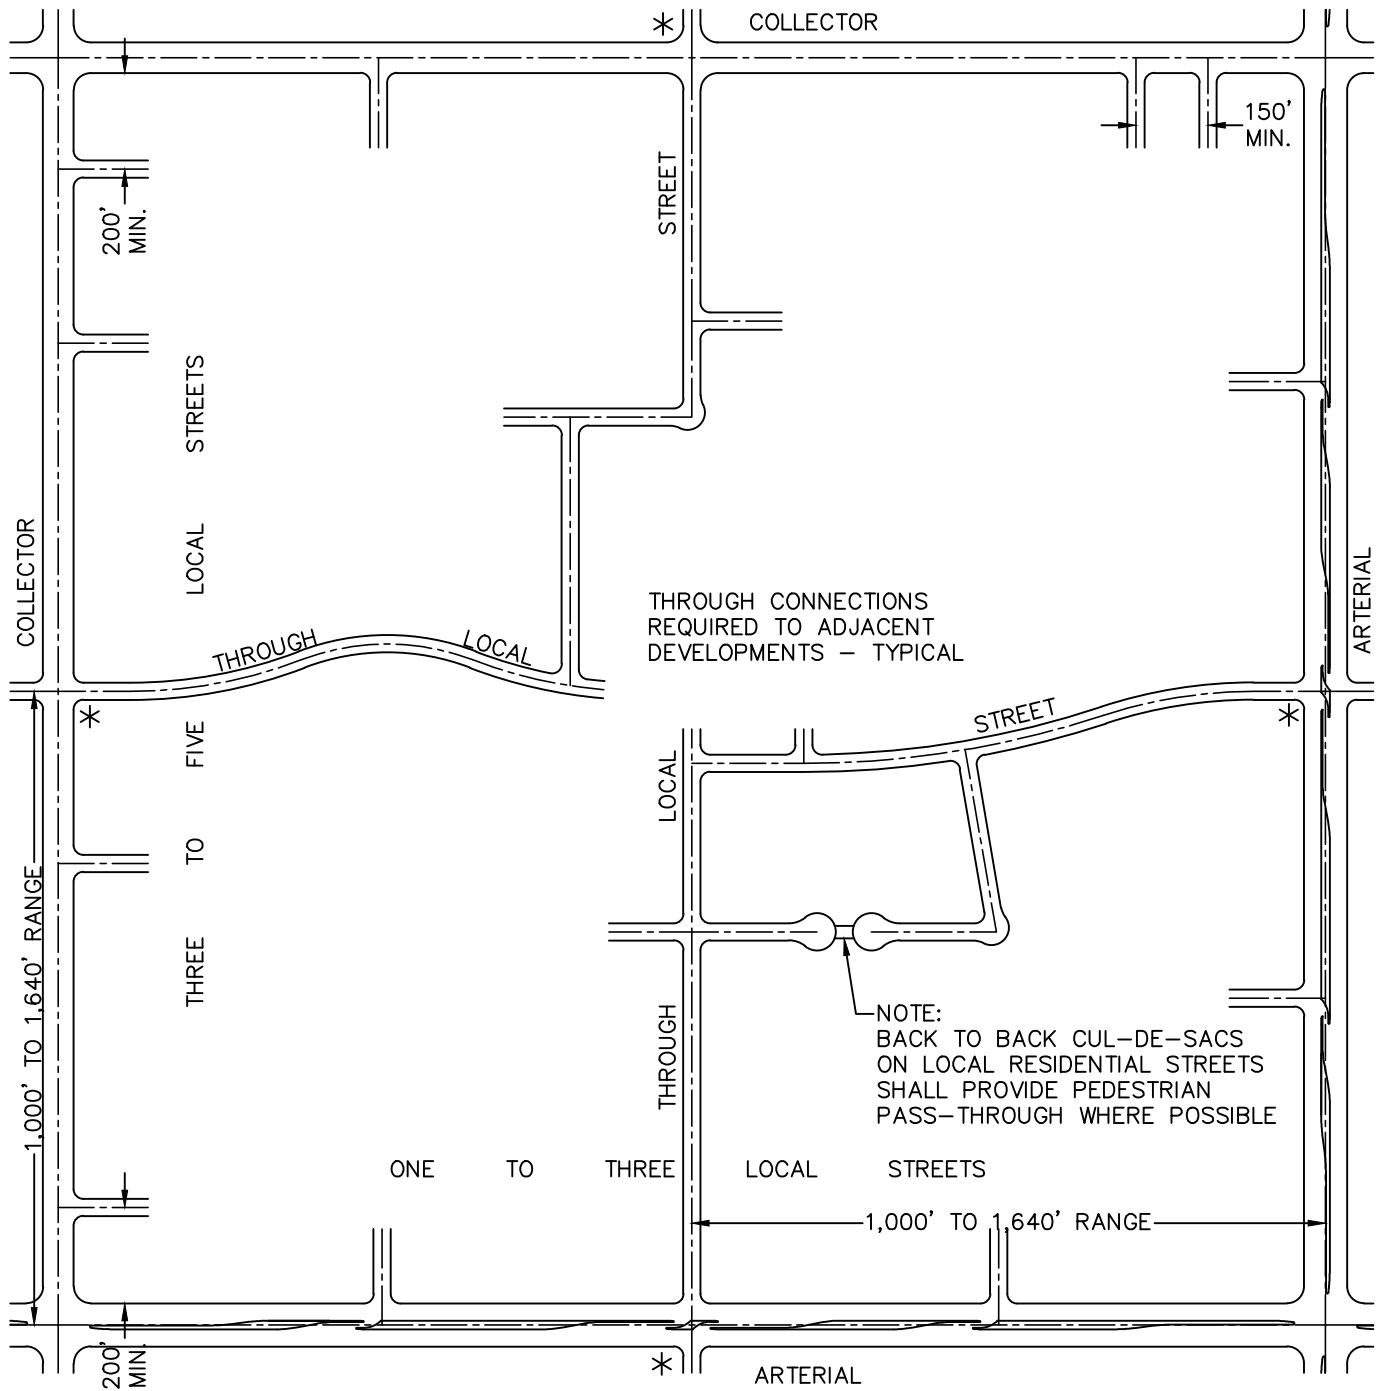 *
COLLECTOR
150'
MIN.
STREET
200'
MIN.
THREE TO FIVE LOCAL STREETS
COLLECTOR
ARTERIAL
THROUGH CONNECTIONS
REQUIRED TO ADJACENT
DEVELOPMENTS – TYPICAL
THROUGH LOCAL STREET
*
*
LOCAL
THROUGH
1,000' TO 1,640' RANGE
NOTE:
BACK TO BACK CUL–DE–SACS
ON LOCAL RESIDENTIAL STREETS
SHALL PROVIDE PEDESTRIAN
PASS–THROUGH WHERE POSSIBLE
ONE TO THREE LOCAL STREETS
1,000' TO 1,640' RANGE
200'
MIN.
*
ARTERIAL